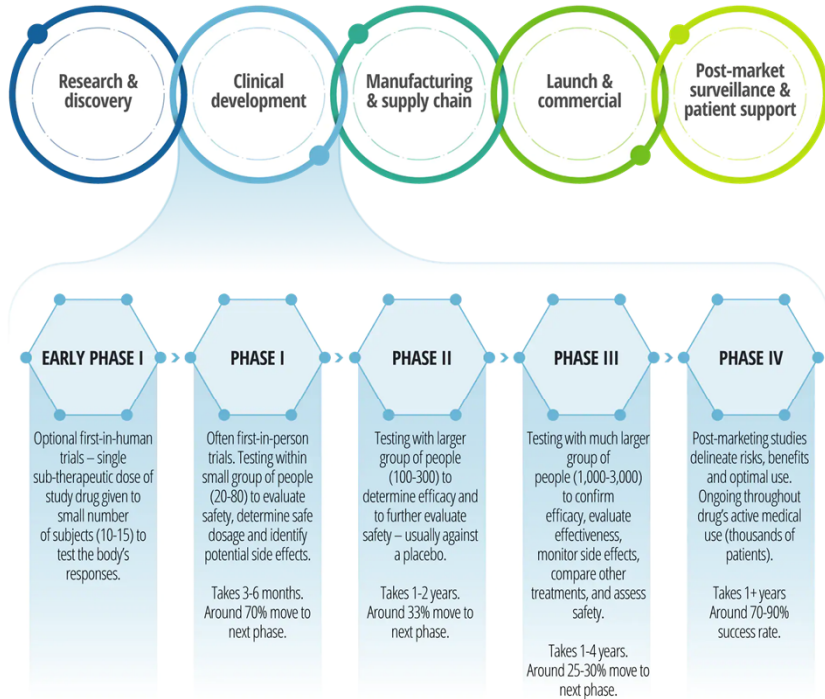 Research &
discovery
Clinical
development
Manufacturing
& supply chain
Launch &
commercial
Post-market
surveillance &
patient support
EARLY PHASE I
Optional first-in-human
trials – single
sub-therapeutic dose of
study drug given to
small number
of subjects (10-15) to
test the body’s
responses.
PHASE I
Often first-in-person
trials. Testing within
small group of people
(20-80) to evaluate
safety, determine safe
dosage and identify
potential side effects.
Takes 3-6 months.
Around 70% move to
next phase.
PHASE II
Testing with larger
group of people
(100-300) to
determine efficacy and
to further evaluate
safety – usually against
a placebo.
Takes 1-2 years.
Around 33% move to
next phase.
PHASE III
Testing with much larger
group of
people (1,000-3,000)
to confirm
efficacy, evaluate
effectiveness,
monitor side effects,
compare other
treatments, and assess
safety.
Takes 1-4 years.
Around 25-30% move to
next phase.
PHASE IV
Post-marketing studies
delineate risks, benefits
and optimal use.
Ongoing throughout
drug’s active medical
use (thousands of
patients).
Takes 1+ years
Around 70-90%
success rate.